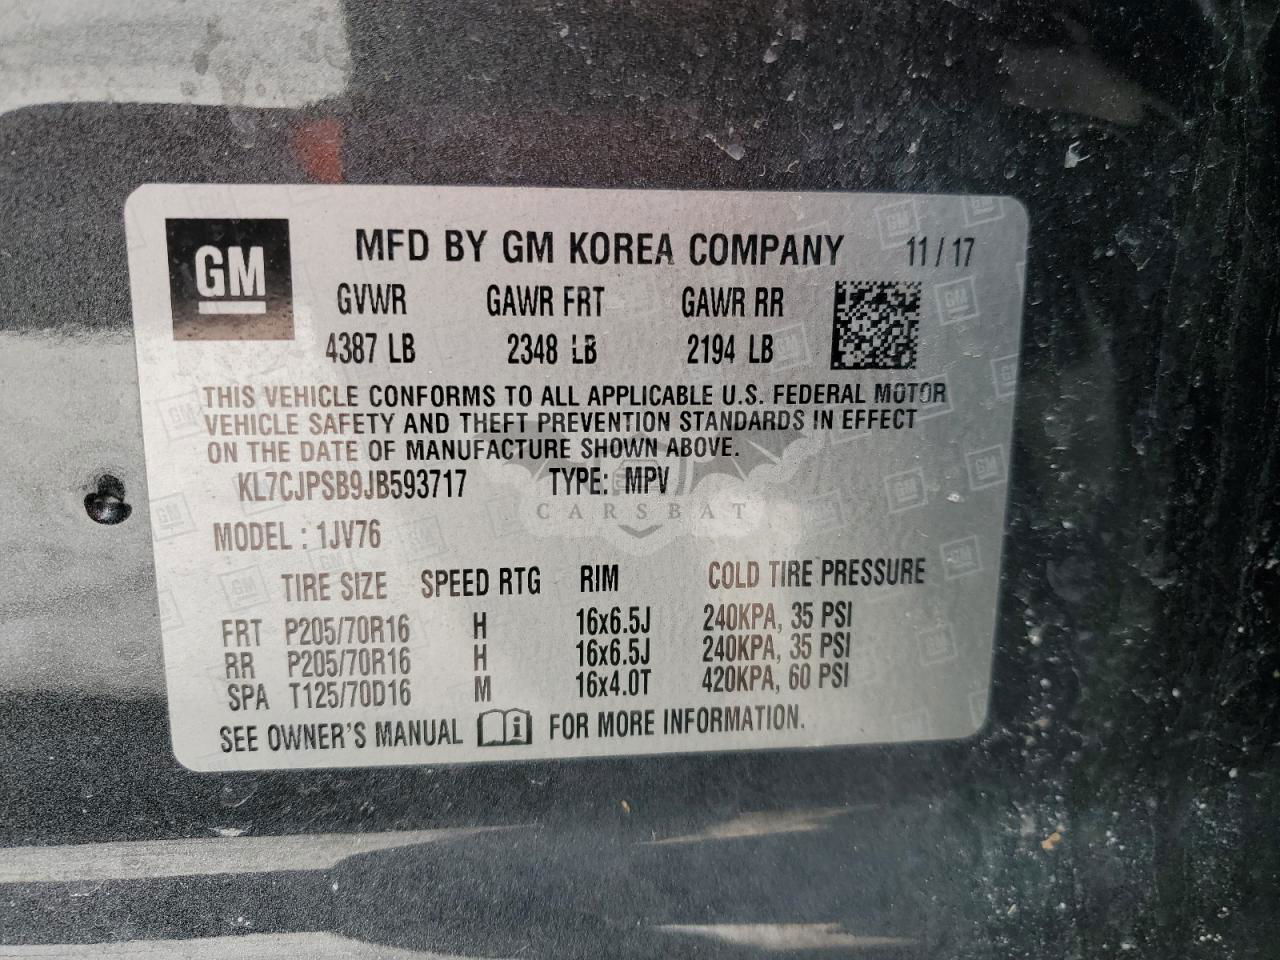 GM
MFD BY GM KOREA COMPANY 11/17
GVWR GAWR FRT GAWR RR
4387 LB 2348 LB 2194 LB
THIS VEHICLE CONFORMS TO ALL APPLICABLE U.S. FEDERAL MOTOR
VEHICLE SAFETY AND THEFT PREVENTION STANDARDS IN EFFECT
ON THE DATE OF MANUFACTURE SHOWN ABOVE.
KL7CJPSB9JB593717 TYPE: MPV
CARSBAT
MODEL : 1JV76
TIRE SIZE SPEED RTG RIM COLD TIRE PRESSURE
FRT P205/70R16 H 16x6.5J 240KPA, 35 PSI
RR P205/70R16 H 16x6.5J 240KPA, 35 PSI
SPA T125/70D16 M 16x4.0T 420KPA, 60 PSI
SEE OWNER'S MANUAL i FOR MORE INFORMATION.